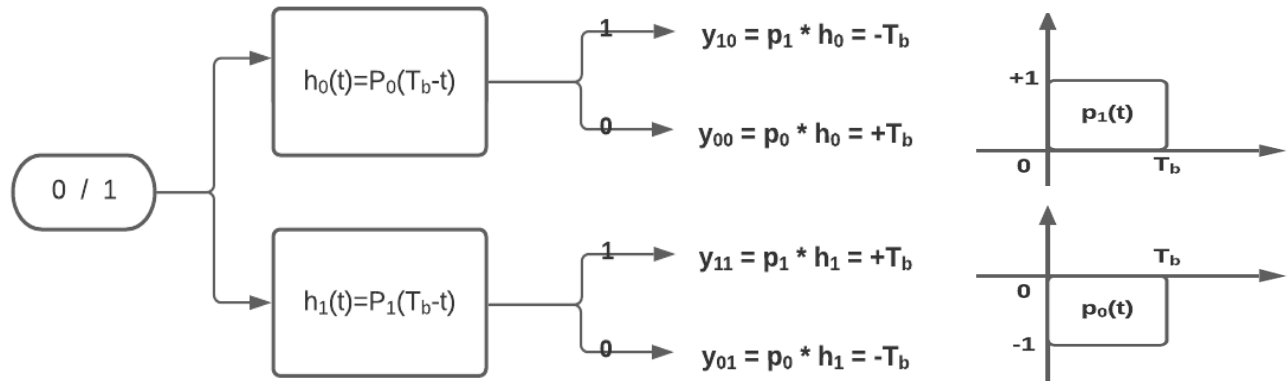 0 / 1
h₀(t)=P₀(T_b-t)
1
y₁₀ = p₁ * h₀ = -T_b
0
y₀₀ = p₀ * h₀ = +T_b
h₁(t)=P₁(T_b-t)
1
y₁₁ = p₁ * h₁ = +T_b
0
y₀₁ = p₀ * h₁ = -T_b
+1
p₁(t)
0
T_b
T_b
0
p₀(t)
-1